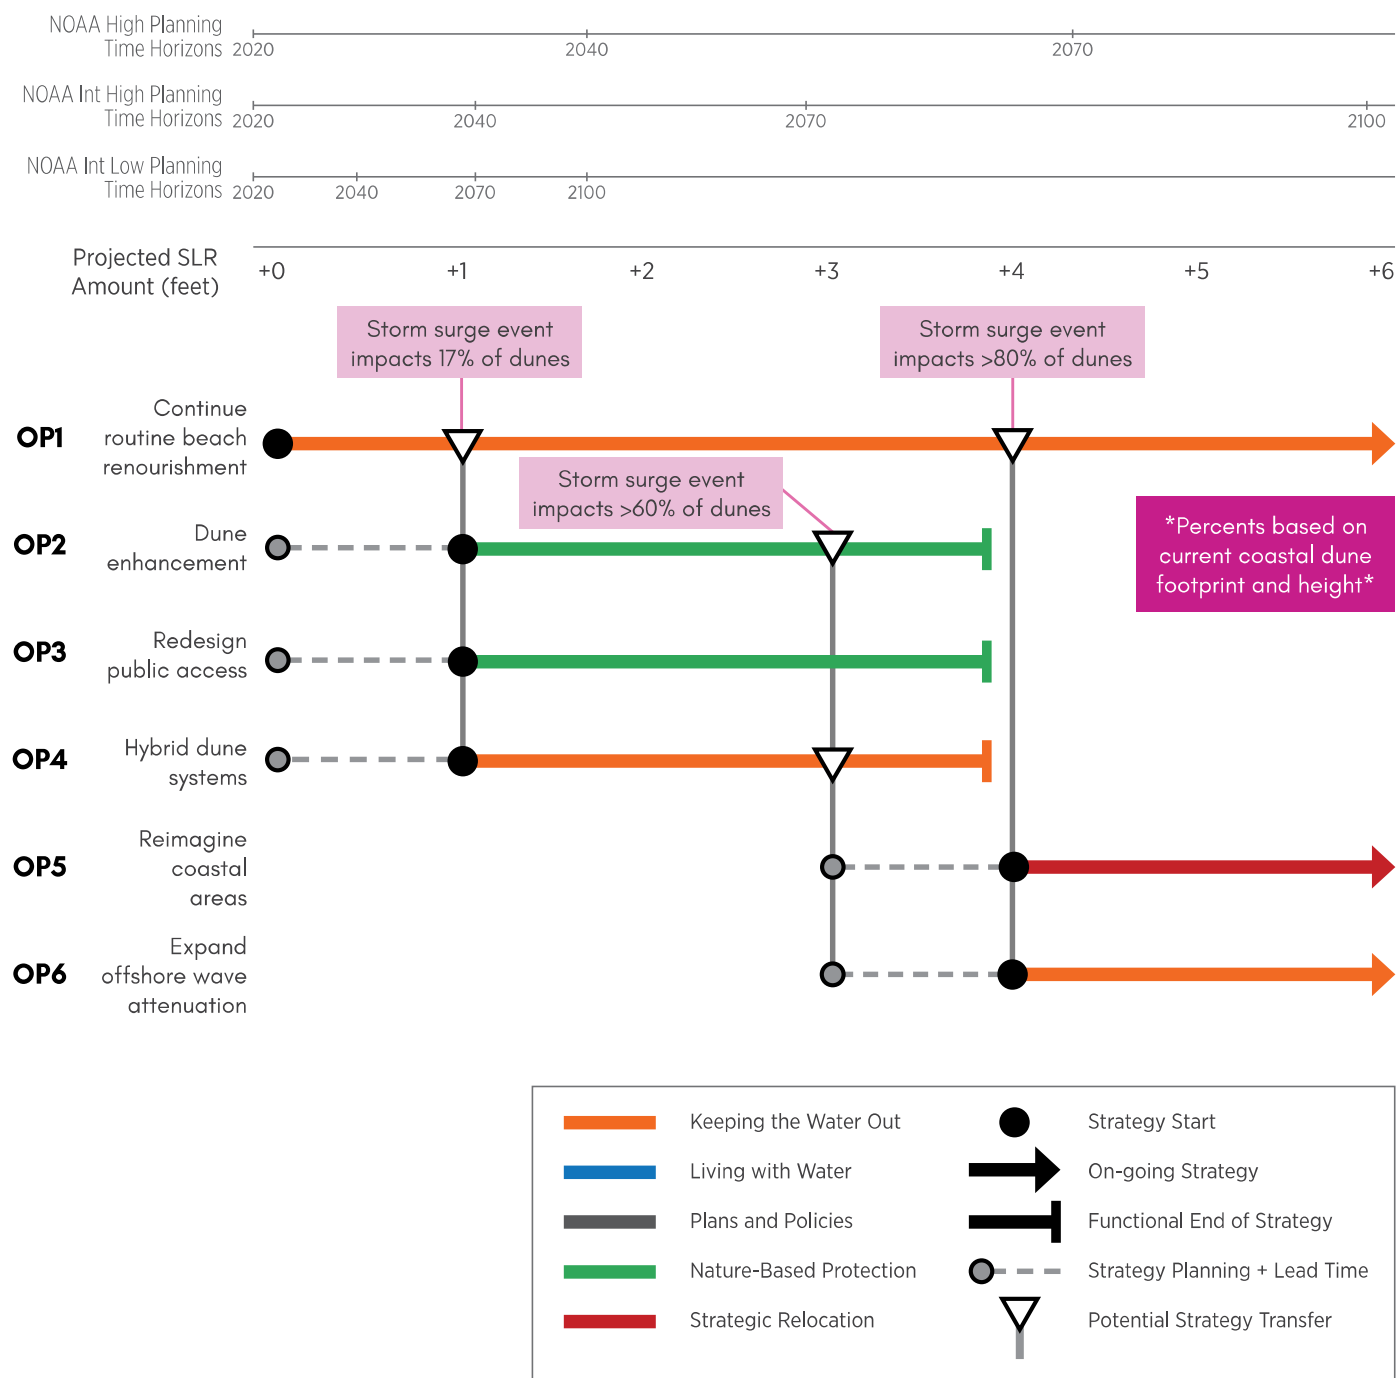 NOAA High Planning
Time Horizons
2020
2040
2070
NOAA Int High Planning
Time Horizons
2020
2040
2070
2100
NOAA Int Low Planning
Time Horizons
2020
2040
2070
2100
Projected SLR
Amount (feet)
+0
+1
+2
+3
+4
+5
+6
Storm surge event
impacts 17% of dunes
Storm surge event
impacts >80% of dunes
OP1
Continue
routine beach
renourishment
Storm surge event
impacts >60% of dunes
*Percents based on
current coastal dune
footprint and height*
OP2
Dune
enhancement
OP3
Redesign
public access
OP4
Hybrid dune
systems
OP5
Reimagine
coastal
areas
OP6
Expand
offshore wave
attenuation
Keeping the Water Out
Living with Water
Plans and Policies
Nature-Based Protection
Strategic Relocation
Strategy Start
On-going Strategy
Functional End of Strategy
Strategy Planning + Lead Time
Potential Strategy Transfer